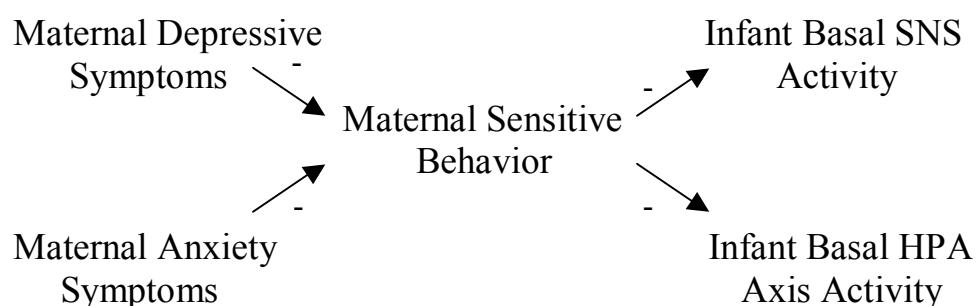 Maternal Depressive
Symptoms
-
Maternal Anxiety
Symptoms
-
Maternal Sensitive
Behavior
-
Infant Basal SNS
Activity
-
Infant Basal HPA
Axis Activity